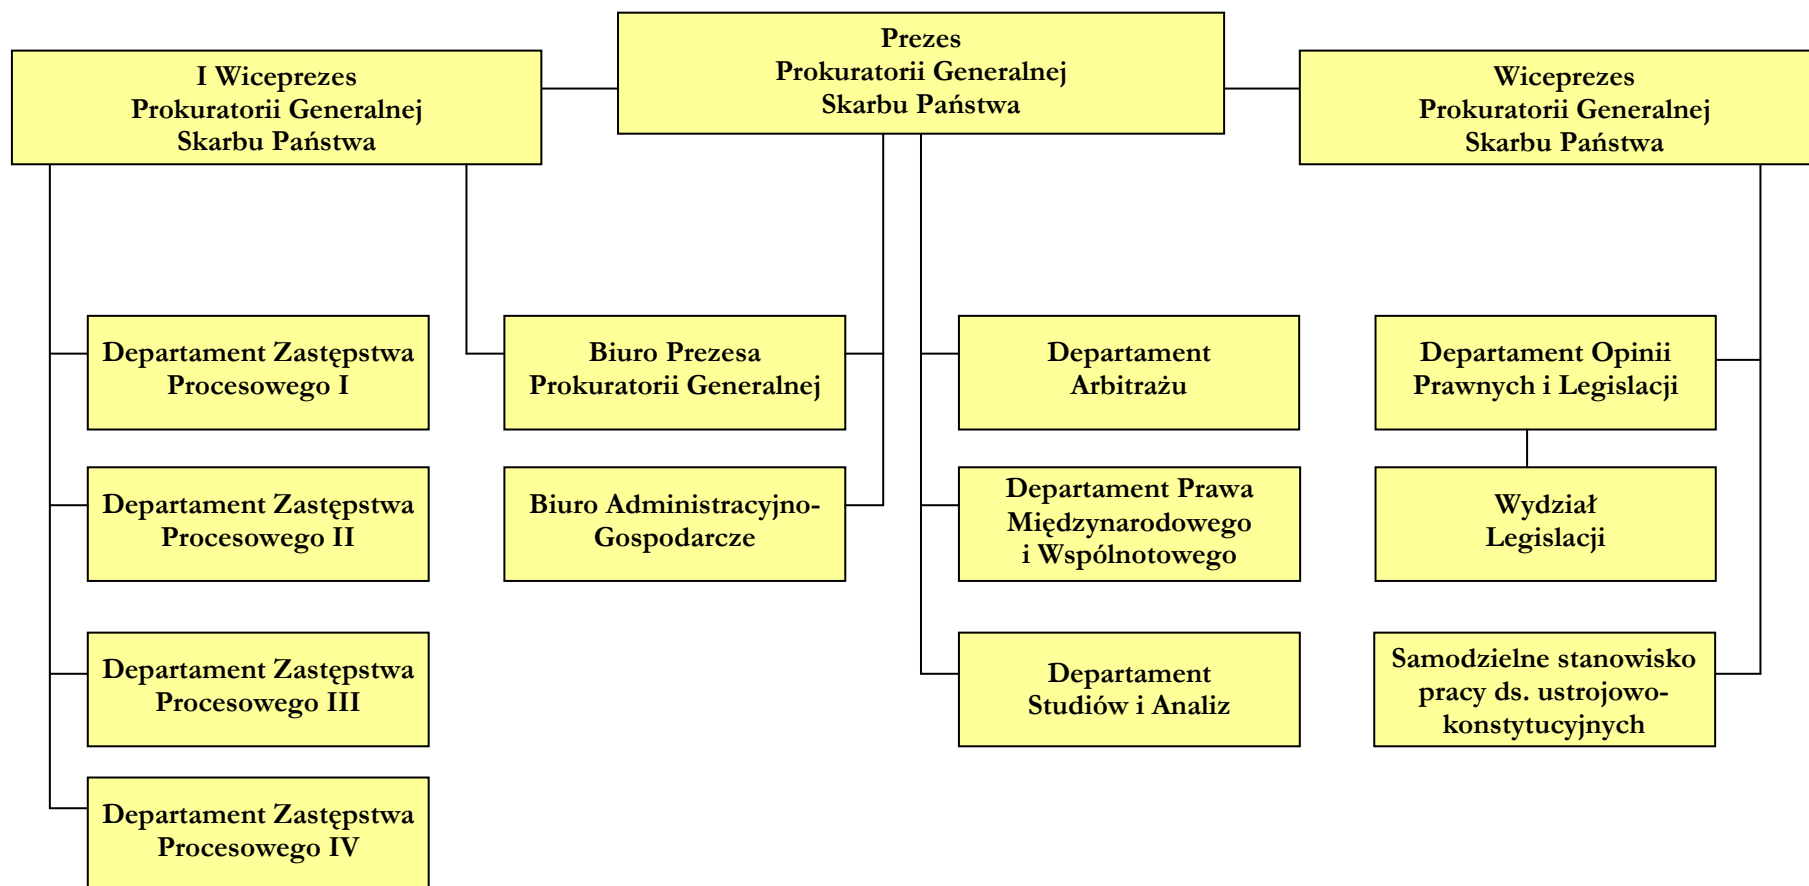 Prezes
Prokuratorii Generalnej
Skarbu Państwa
I Wiceprezes
Prokuratorii Generalnej
Skarbu Państwa
Wiceprezes
Prokuratorii Generalnej
Skarbu Państwa
Departament Zastępstwa
Procesowego I
Biuro Prezesa
Prokuratorii Generalnej
Departament
Arbitrażu
Departament Opinii
Prawnych i Legislacji
Departament Zastępstwa
Procesowego II
Biuro Administracyjno-
Gospodarcze
Departament Prawa
Międzynarodowego
i Wspólnotowego
Wydział
Legislacji
Departament Zastępstwa
Procesowego III
Departament
Studiów i Analiz
Samodzielne stanowisko
pracy ds. ustrojowo-
konstytucyjnych
Departament Zastępstwa
Procesowego IV